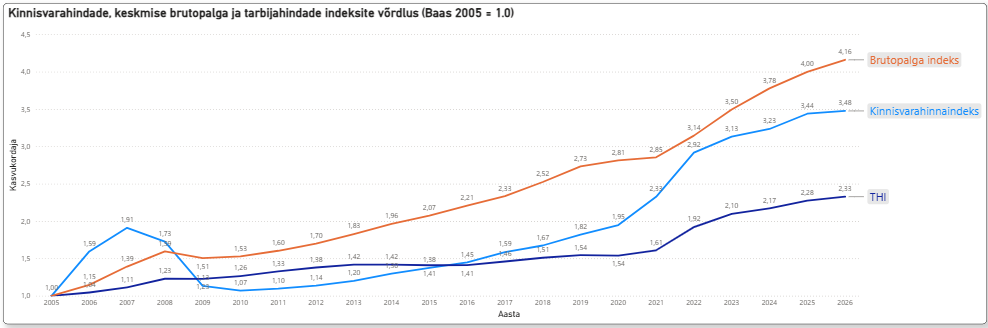 Kinnisvarahindade, keskmise brutopalga ja tarbijahindade indeksite võrdlus (Baas 2005 = 1.0)
4,5
4,0
3,5
3,0
2,5
2,0
1,5
1,0
Kasvukordaja
Brutopalga indeks
Kinnisvarahinnaindeks
THI
1,00 1,15 1,39 1,51 1,53 1,60 1,70 1,83 1,96 2,07 2,21 2,33 2,52 2,73 2,81 2,85 3,14 3,50 3,78 4,00 4,16
1,59 1,91 1,73 1,07 1,10 1,14 1,20 1,41 1,45 1,59 1,67 1,82 1,95 2,33 2,92 3,13 3,23 3,44 3,48
1,11 1,23 1,26 1,33 1,38 1,42 1,42 1,38 1,41 1,46 1,51 1,54 1,54 1,61 1,92 2,10 2,17 2,28 2,33
2005 2006 2007 2008 2009 2010 2011 2012 2013 2014 2015 2016 2017 2018 2019 2020 2021 2022 2023 2024 2025 2026
Aasta